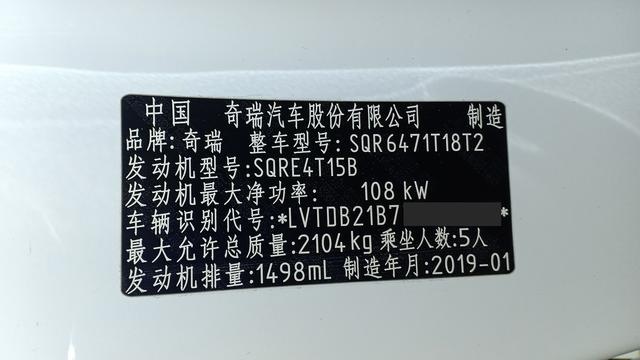 中国 奇瑞汽车股份有限公司 制造
品牌:奇瑞 整车型号:SQR6471T18T2
发动机型号:SQRE4T15B
发动机最大净功率: 108 kW
车辆识别代号:*LVTDB21B7 *
最大允许总质量:2104kg 乘坐人数:5人
发动机排量:1498mL 制造年月:2019-01